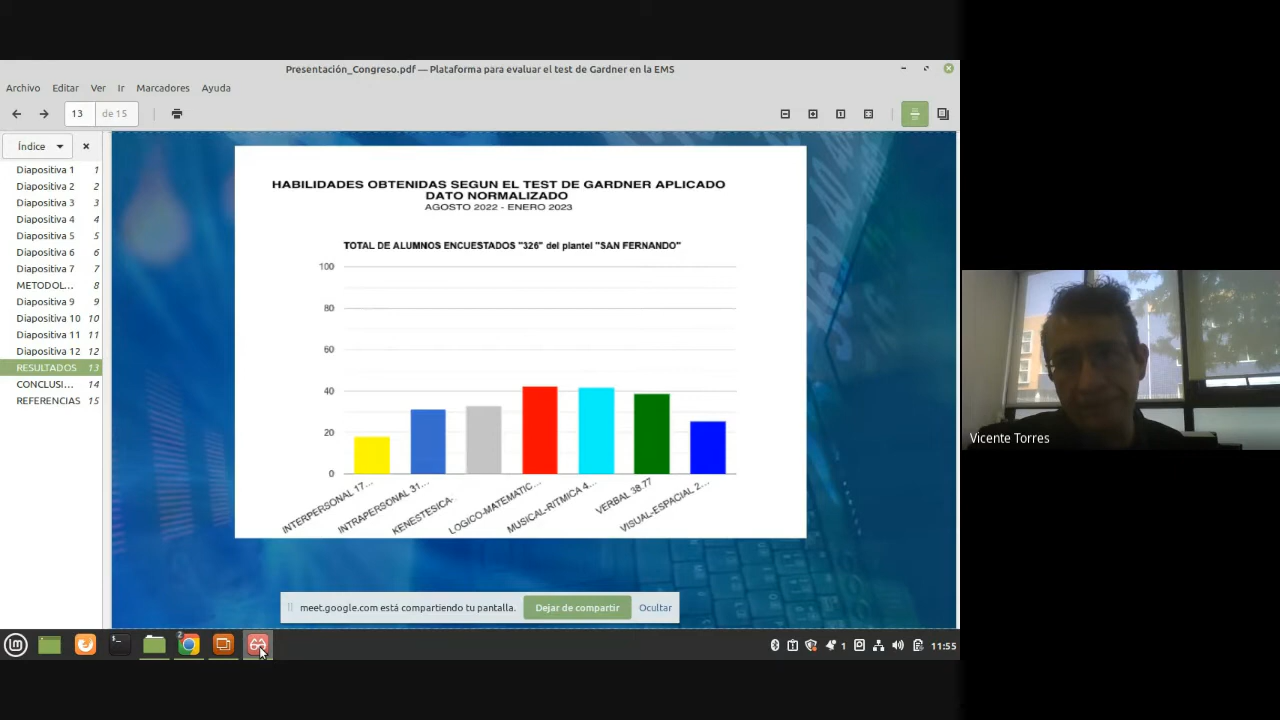 Presentación_Congreso.pdf — Plataforma para evaluar el test de Gardner en la EMS
Archivo Editar Ver Ir Marcadores Ayuda
13 de 15
Índice
Diapositiva 1 1
Diapositiva 2 2
Diapositiva 3 3
Diapositiva 4 4
Diapositiva 5 5
Diapositiva 6 6
Diapositiva 7 7
METODOL... 8
Diapositiva 9 9
Diapositiva 10 10
Diapositiva 11 11
Diapositiva 12 12
RESULTADOS 13
CONCLUSI... 14
REFERENCIAS 15
HABILIDADES OBTENIDAS SEGUN EL TEST DE GARDNER APLICADO
DATO NORMALIZADO
AGOSTO 2022 - ENERO 2023
TOTAL DE ALUMNOS ENCUESTADOS "326" del plantel "SAN FERNANDO"
100
80
60
40
20
0
INTERPERSONAL 17...
INTRAPERSONAL 31...
KENESTESICA-
LOGICO-MATEMATIC...
MUSICAL-RITMICA 4...
VERBAL 38.77
VISUAL-ESPACIAL 2...
meet.google.com está compartiendo tu pantalla.
Dejar de compartir
Ocultar
2
1
11:55
Vicente Torres